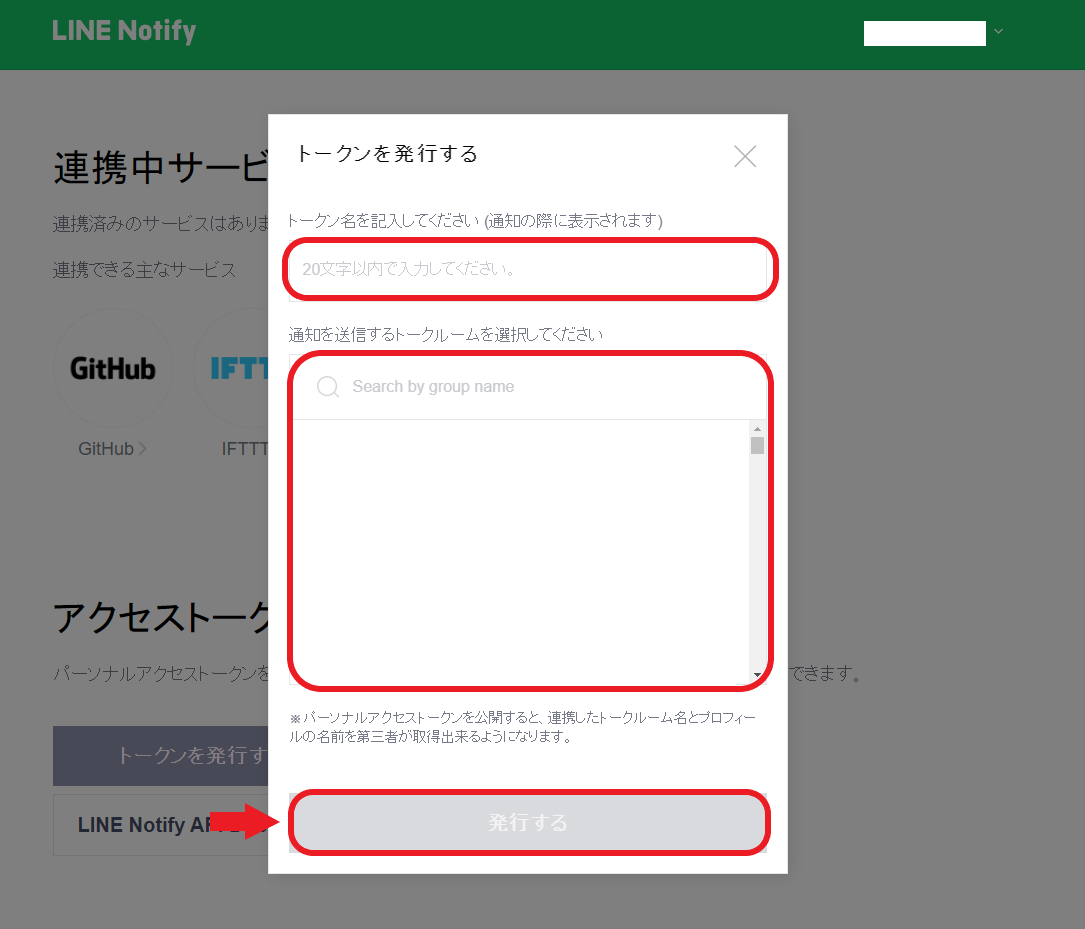 LINE Notify
連携中サービ
連携済みのサービスはありま
連携できる主なサービス
GitHub
IFTT
GitHub
IFTTT
アクセストーク
パーソナルアクセストークンを
できます。
トークンを発行す
LINE Notify
トークンを発行する
トークン名を記入してください (通知の際に表示されます)
20文字以内で入力してください。
通知を送信するトークルームを選択してください
Search by group name
※パーソナルアクセストークンを公開すると、連携したトークルーム名とプロフィー
ルの名前を第三者が取得出来るようになります。
発行する